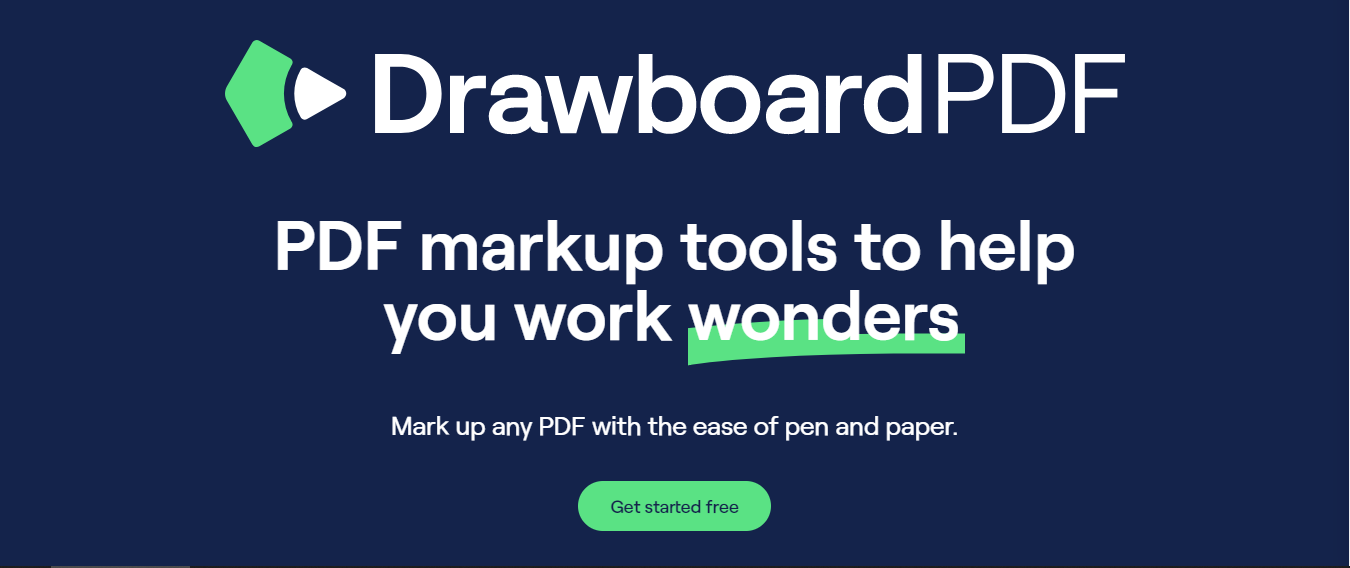 DrawboardPDF
PDF markup tools to help
you work wonders
Mark up any PDF with the ease of pen and paper.
Get started free